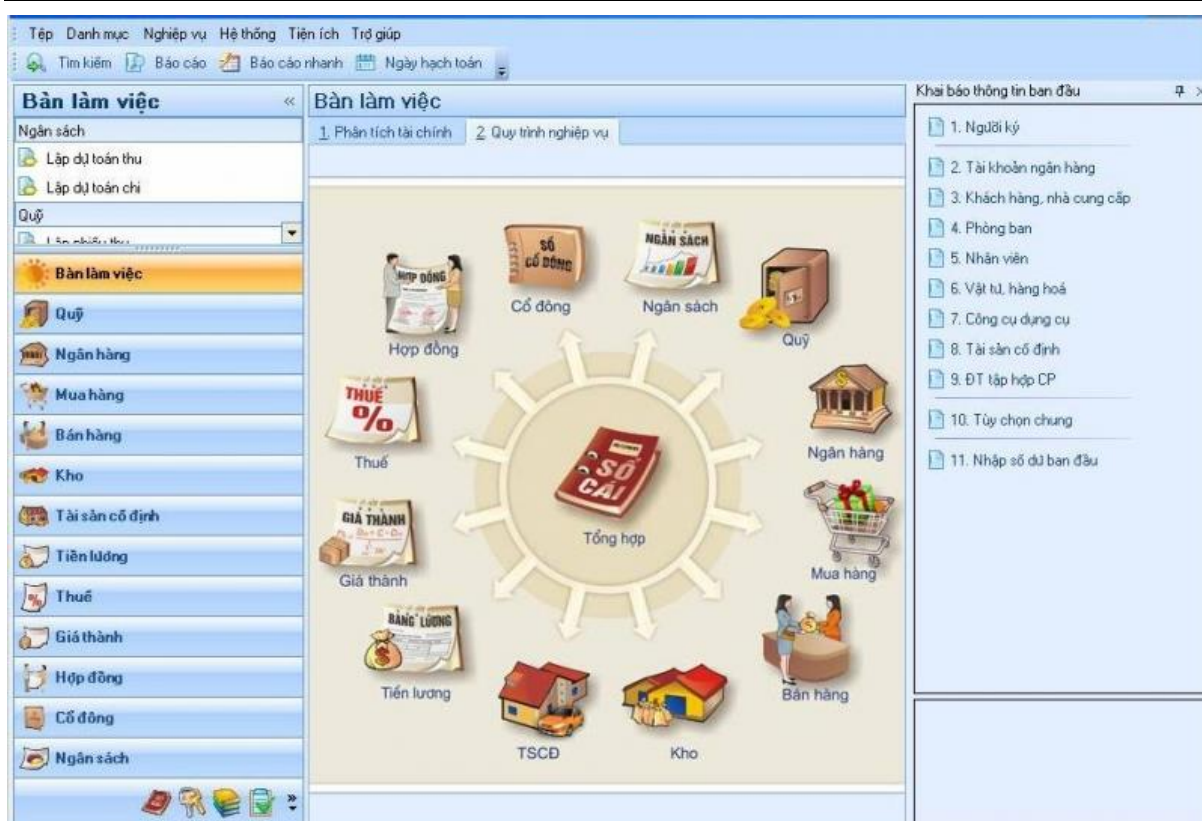 Tệp Danh mục Nghiệp vụ Hệ thống Tiện ích Trợ giúp
Tìm kiếm Báo cáo Báo cáo nhanh Ngày hạch toán
Bàn làm việc «
Ngân sách
Lập dự toán thu
Lập dự toán chi
Quỹ
Lập phiếu thu
Bàn làm việc
Quỹ
Ngân hàng
Mua hàng
Bán hàng
Kho
Tài sản cố định
Tiền lương
Thuế
Giá thành
Hợp đồng
Cổ đông
Ngân sách
Bàn làm việc
1. Phân tích tài chính 2. Quy trình nghiệp vụ
HỢP ĐỒNG
Hợp đồng
SỔ
CỔ ĐÔNG
Cổ đông
NGÂN SÁCH
Ngân sách
Quỹ
THUẾ
%
Thuế
Ngân hàng
SỔ
CÁI
Tổng hợp
GIÁ THÀNH
Giá thành
Mua hàng
BẢNG LƯƠNG
Tiền lương
TSCĐ
Kho
Bán hàng
Khai báo thông tin ban đầu
1. Người ký
2. Tài khoản ngân hàng
3. Khách hàng, nhà cung cấp
4. Phòng ban
5. Nhân viên
6. Vật tư, hàng hoá
7. Công cụ dụng cụ
8. Tài sản cố định
9. ĐT tập hợp CP
10. Tùy chọn chung
11. Nhập số dư ban đầu